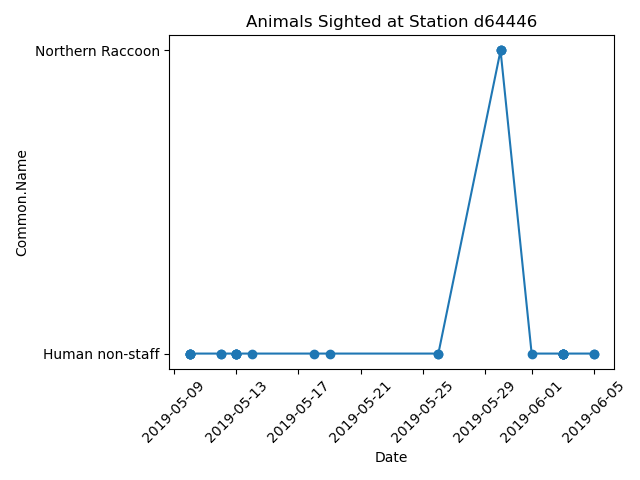 Animals Sighted at Station d64446
Northern Raccoon
Common.Name
Human non-staff
2019-05-09
2019-05-13
2019-05-17
2019-05-21
2019-05-25
2019-05-29
2019-06-01
2019-06-05
Date